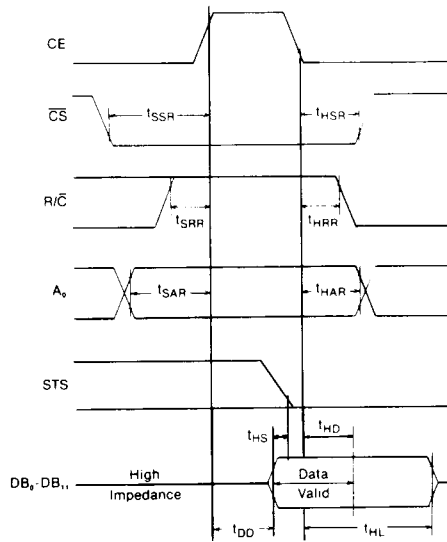 CE
C̅S̅
tSSR
tHSR
R/C̅
tSRR
tHRR
A₀
tSAR
tHAR
STS
tHS
tHD
DB₀-DB₁₁
High
Impedance
Data
Valid
tDD
tHL